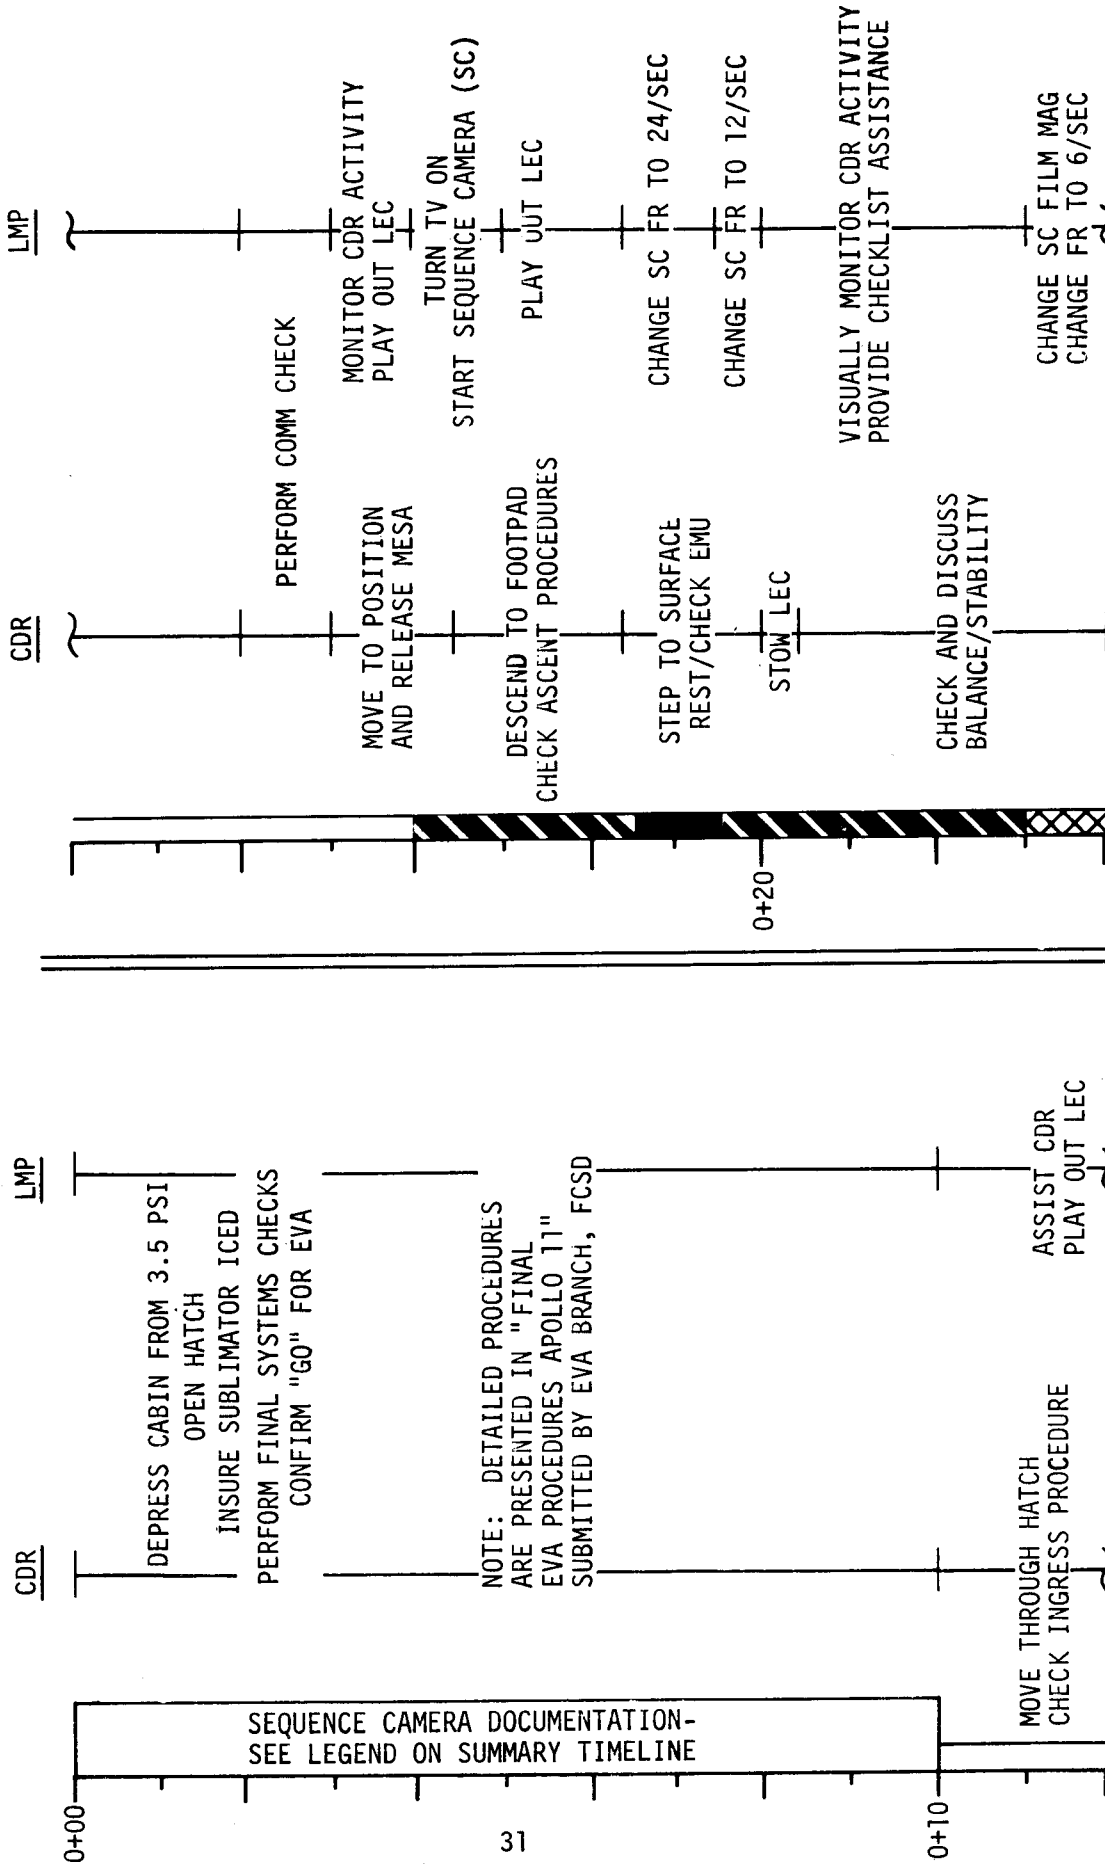 CDR
LMP
0+00
SEQUENCE CAMERA DOCUMENTATION-
SEE LEGEND ON SUMMARY TIMELINE
DEPRESS CABIN FROM 3.5 PSI
OPEN HATCH
INSURE SUBLIMATOR ICED
PERFORM FINAL SYSTEMS CHECKS
CONFIRM "GO" FOR EVA
NOTE: DETAILED PROCEDURES
ARE PRESENTED IN "FINAL
EVA PROCEDURES APOLLO 11"
SUBMITTED BY EVA BRANCH, FCSD
31
0+10
MOVE THROUGH HATCH
CHECK INGRESS PROCEDURE
ASSIST CDR
PLAY OUT LEC
CDR
LMP
PERFORM COMM CHECK
MOVE TO POSITION
AND RELEASE MESA
MONITOR CDR ACTIVITY
PLAY OUT LEC
TURN TV ON
START SEQUENCE CAMERA (SC)
DESCEND TO FOOTPAD
CHECK ASCENT PROCEDURES
PLAY OUT LEC
STEP TO SURFACE
REST/CHECK EMU
CHANGE SC FR TO 24/SEC
CHANGE SC FR TO 12/SEC
0+20
STOW LEC
VISUALLY MONITOR CDR ACTIVITY
PROVIDE CHECKLIST ASSISTANCE
CHECK AND DISCUSS
BALANCE/STABILITY
CHANGE SC FILM MAG
CHANGE FR TO 6/SEC